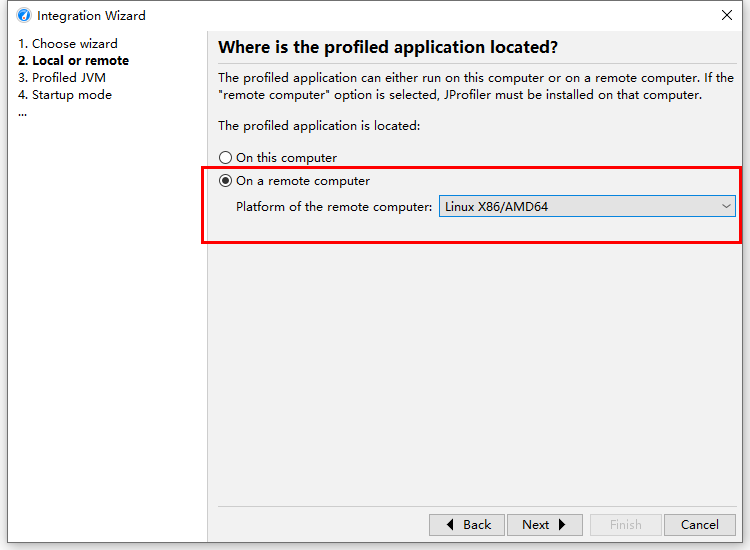 Integration Wizard
1. Choose wizard
2. Local or remote
3. Profiled JVM
4. Startup mode
...
Where is the profiled application located?
The profiled application can either run on this computer or on a remote computer. If the
"remote computer" option is selected, JProfiler must be installed on that computer.
The profiled application is located:
On this computer
On a remote computer
Platform of the remote computer: Linux X86/AMD64
Back Next Finish Cancel